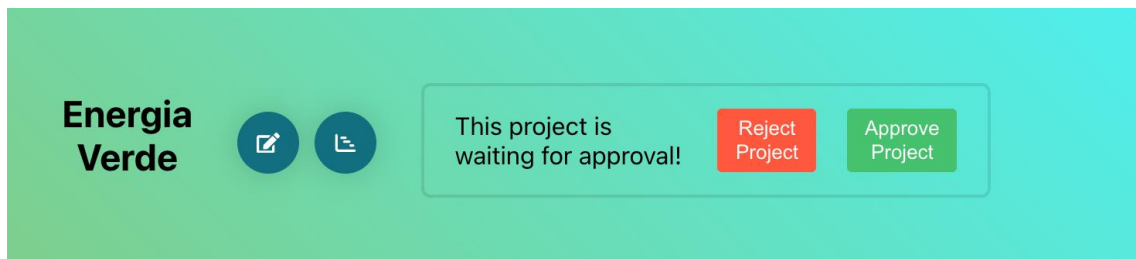 Energia
Verde
This project is
waiting for approval!
Reject
Project
Approve
Project